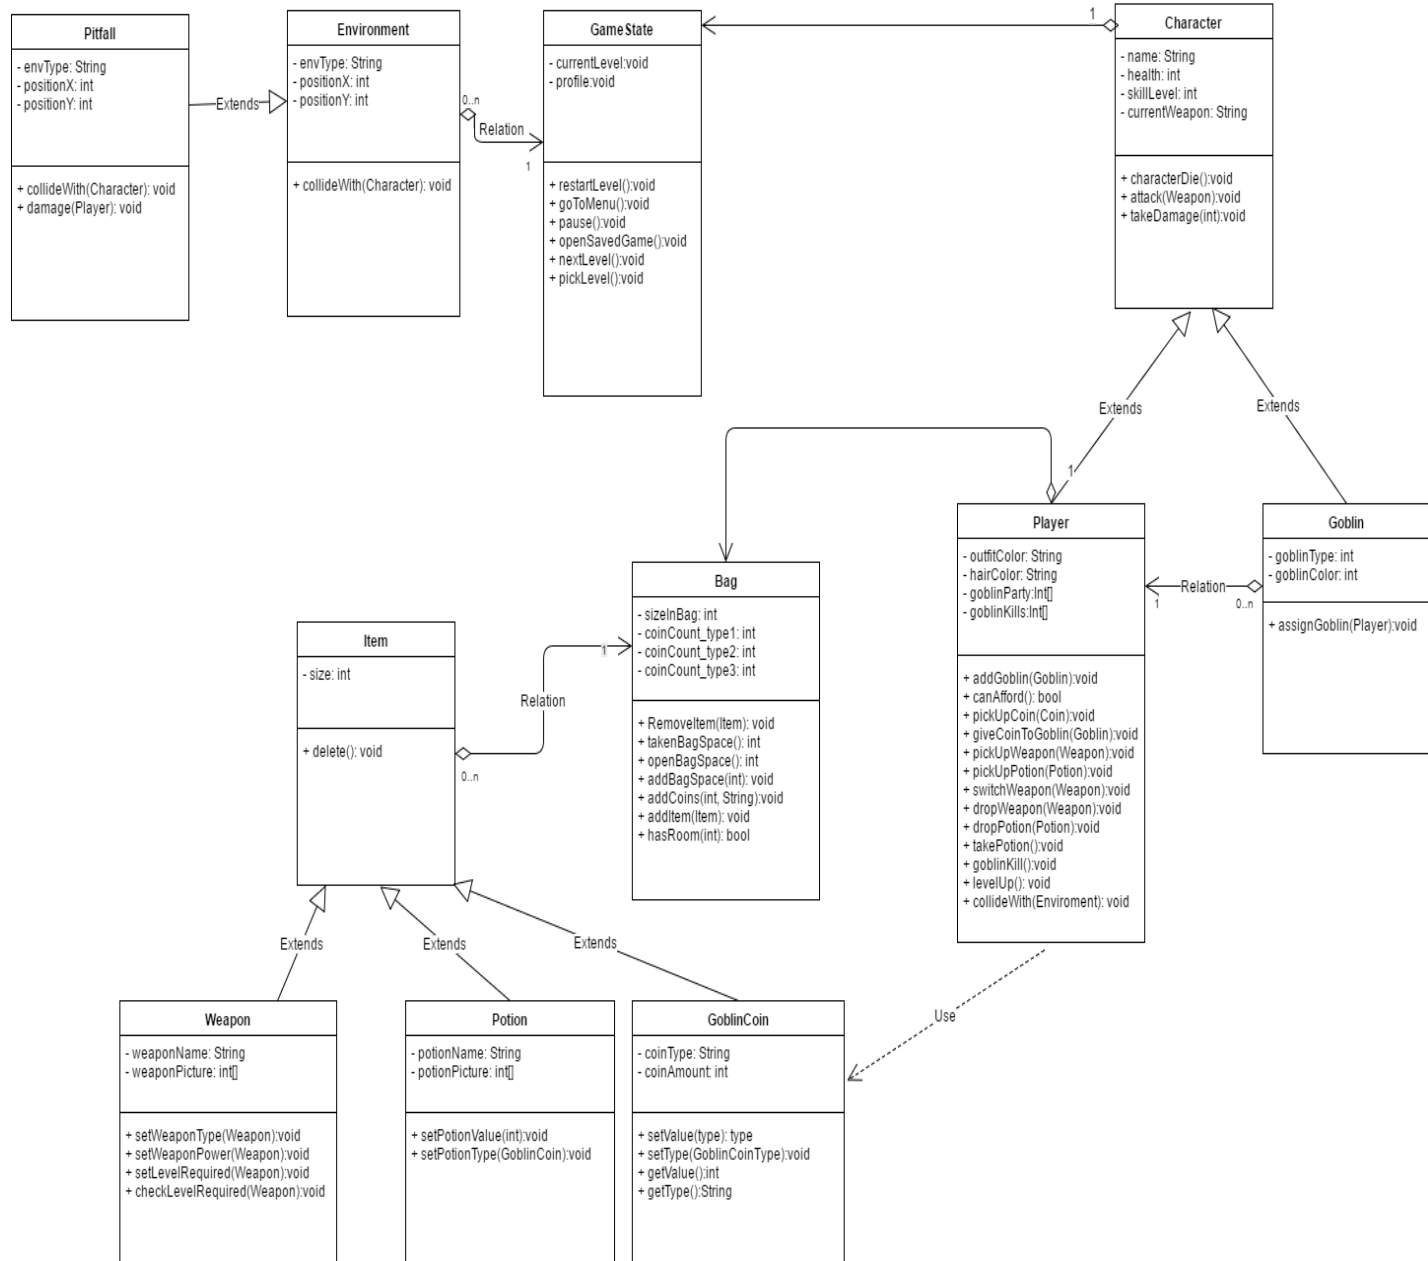 Pitfall
- envType: String
- positionX: int
- positionY: int
+ collideWith(Character): void
+ damage(Player): void
Extends
Environment
- envType: String
- positionX: int
- positionY: int
+ collideWith(Character): void
0..n
Relation
1
GameState
- currentLevel:void
- profile:void
+ restartLevel():void
+ goToMenu():void
+ pause():void
+ openSavedGame():void
+ nextLevel():void
+ pickLevel():void
1
Character
- name: String
- health: int
- skillLevel: int
- currentWeapon: String
+ characterDie():void
+ attack(Weapon):void
+ takeDamage(int):void
Extends
Extends
1
Player
- outfitColor: String
- hairColor: String
- goblinParty:Int[]
- goblinKills:Int[]
+ addGoblin(Goblin):void
+ canAfford(): bool
+ pickUpCoin(Coin):void
+ giveCoinToGoblin(Goblin):void
+ pickUpWeapon(Weapon):void
+ pickUpPotion(Potion):void
+ switchWeapon(Weapon):void
+ dropWeapon(Weapon):void
+ dropPotion(Potion):void
+ takePotion():void
+ goblinKill():void
+ levelUp(): void
+ collideWith(Enviroment): void
Relation
1
0..n
Goblin
- goblinType: int
- goblinColor: int
+ assignGoblin(Player):void
Bag
- sizeInBag: int
- coinCount_type1: int
- coinCount_type2: int
- coinCount_type3: int
+ RemoveItem(Item): void
+ takenBagSpace(): int
+ openBagSpace(): int
+ addBagSpace(int): void
+ addCoins(int, String):void
+ addItem(Item): void
+ hasRoom(int): bool
Item
- size: int
+ delete(): void
1
Relation
0..n
Extends
Extends
Extends
Use
Weapon
- weaponName: String
- weaponPicture: int[]
+ setWeaponType(Weapon):void
+ setWeaponPower(Weapon):void
+ setLevelRequired(Weapon):void
+ checkLevelRequired(Weapon):void
Potion
- potionName: String
- potionPicture: int[]
+ setPotionValue(int):void
+ setPotionType(GoblinCoin):void
GoblinCoin
- coinType: String
- coinAmount: int
+ setValue(type): type
+ setType(GoblinCoinType):void
+ getValue():int
+ getType():String